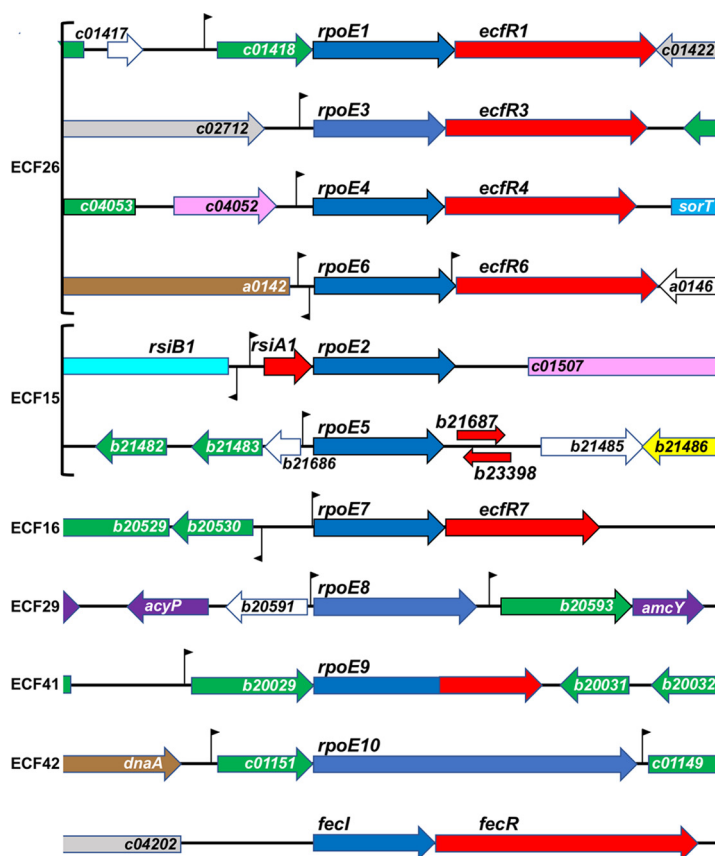 c01417 rpoE1 ecfR1
c01418 c01422
rpoE3 ecfR3
c02712
ECF26
rpoE4 ecfR4
c04053 c04052 sorT
rpoE6 ecfR6
a0142 a0146
rsiB1 rsiA1 rpoE2
c01507
ECF15
rpoE5 b21687
b21482 b21483 b21485 b21486
b21686 b23398
rpoE7 ecfR7
ECF16 b20529 b20530
rpoE8
ECF29 acyP b20591 b20593 amcY
rpoE9
ECF41 b20029 b20031 b20032
rpoE10
ECF42 dnaA c01151 c01149
fecI fecR
c04202